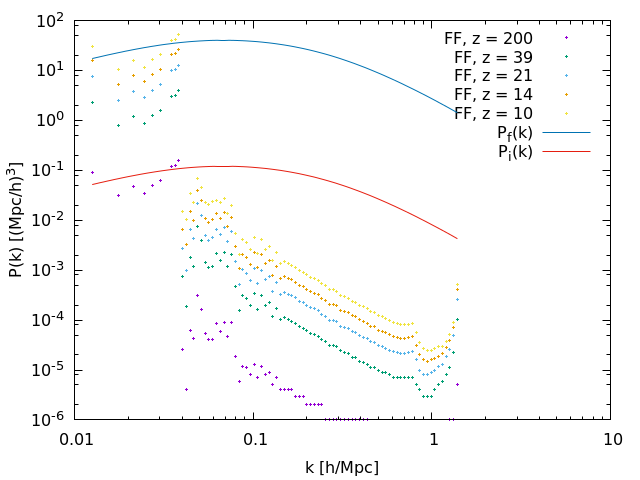 10^2
10^1
10^0
10^-1
10^-2
10^-3
10^-4
10^-5
10^-6
P(k) [(Mpc/h)^3]
FF, z = 200
FF, z = 39
FF, z = 21
FF, z = 14
FF, z = 10
P_f(k)
P_i(k)
0.01 0.1 1 10
k [h/Mpc]